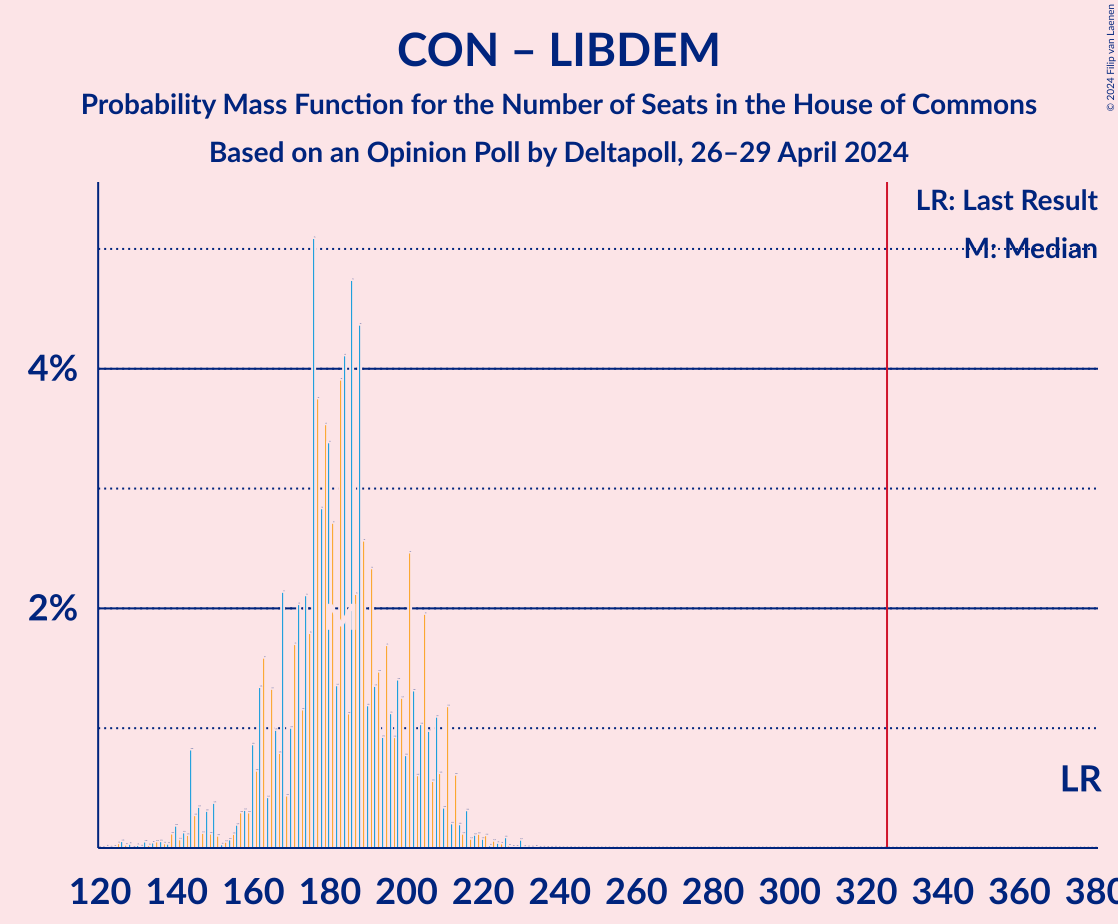 CON – LIBDEM
Probability Mass Function for the Number of Seats in the House of Commons
Based on an Opinion Poll by Deltapoll, 26–29 April 2024
© 2024 Filip van Laenen
LR: Last Result
M: Median
4%
2%
LR
120 140 160 180 200 220 240 260 280 300 320 340 360 380